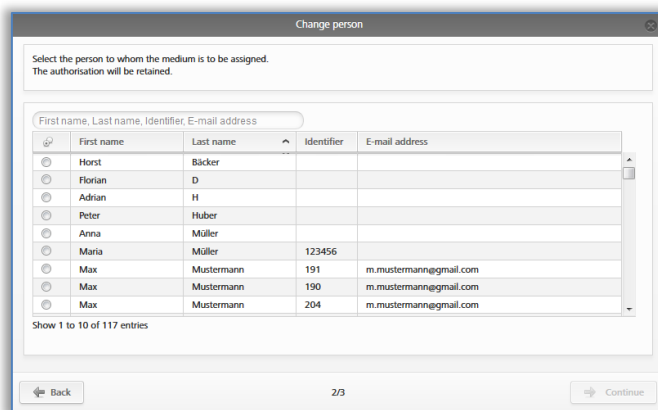 Change person
Select the person to whom the medium is to be assigned.
The authorisation will be retained.
First name, Last name, Identifier, E-mail address
First name Last name Identifier E-mail address
Horst Bäcker
Florian D
Adrian H
Peter Huber
Anna Müller
Maria Müller 123456
Max Mustermann 191 m.mustermann@gmail.com
Max Mustermann 190 m.mustermann@gmail.com
Max Mustermann 204 m.mustermann@gmail.com
Show 1 to 10 of 117 entries
Back 2/3 Continue